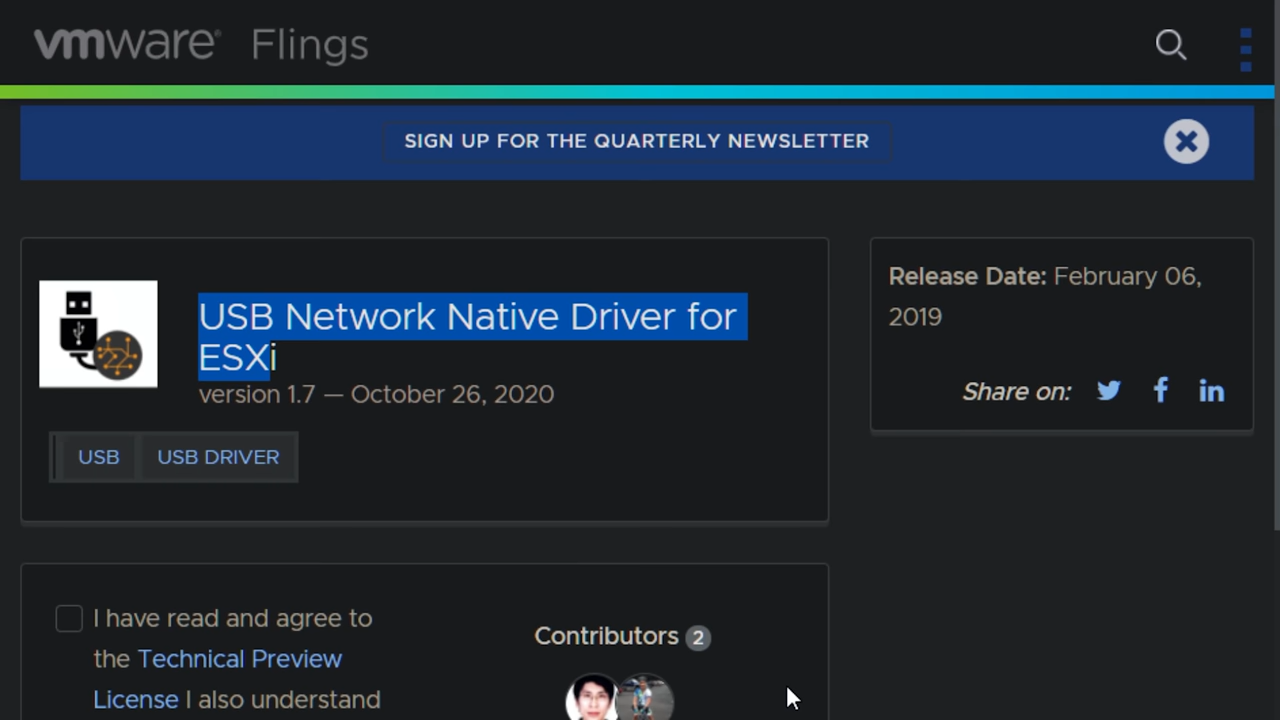 vmware® Flings
SIGN UP FOR THE QUARTERLY NEWSLETTER
USB Network Native Driver for
ESXi
version 1.7 — October 26, 2020
USB USB DRIVER
Release Date: February 06,
2019
Share on:
I have read and agree to
the Technical Preview
License I also understand
Contributors 2